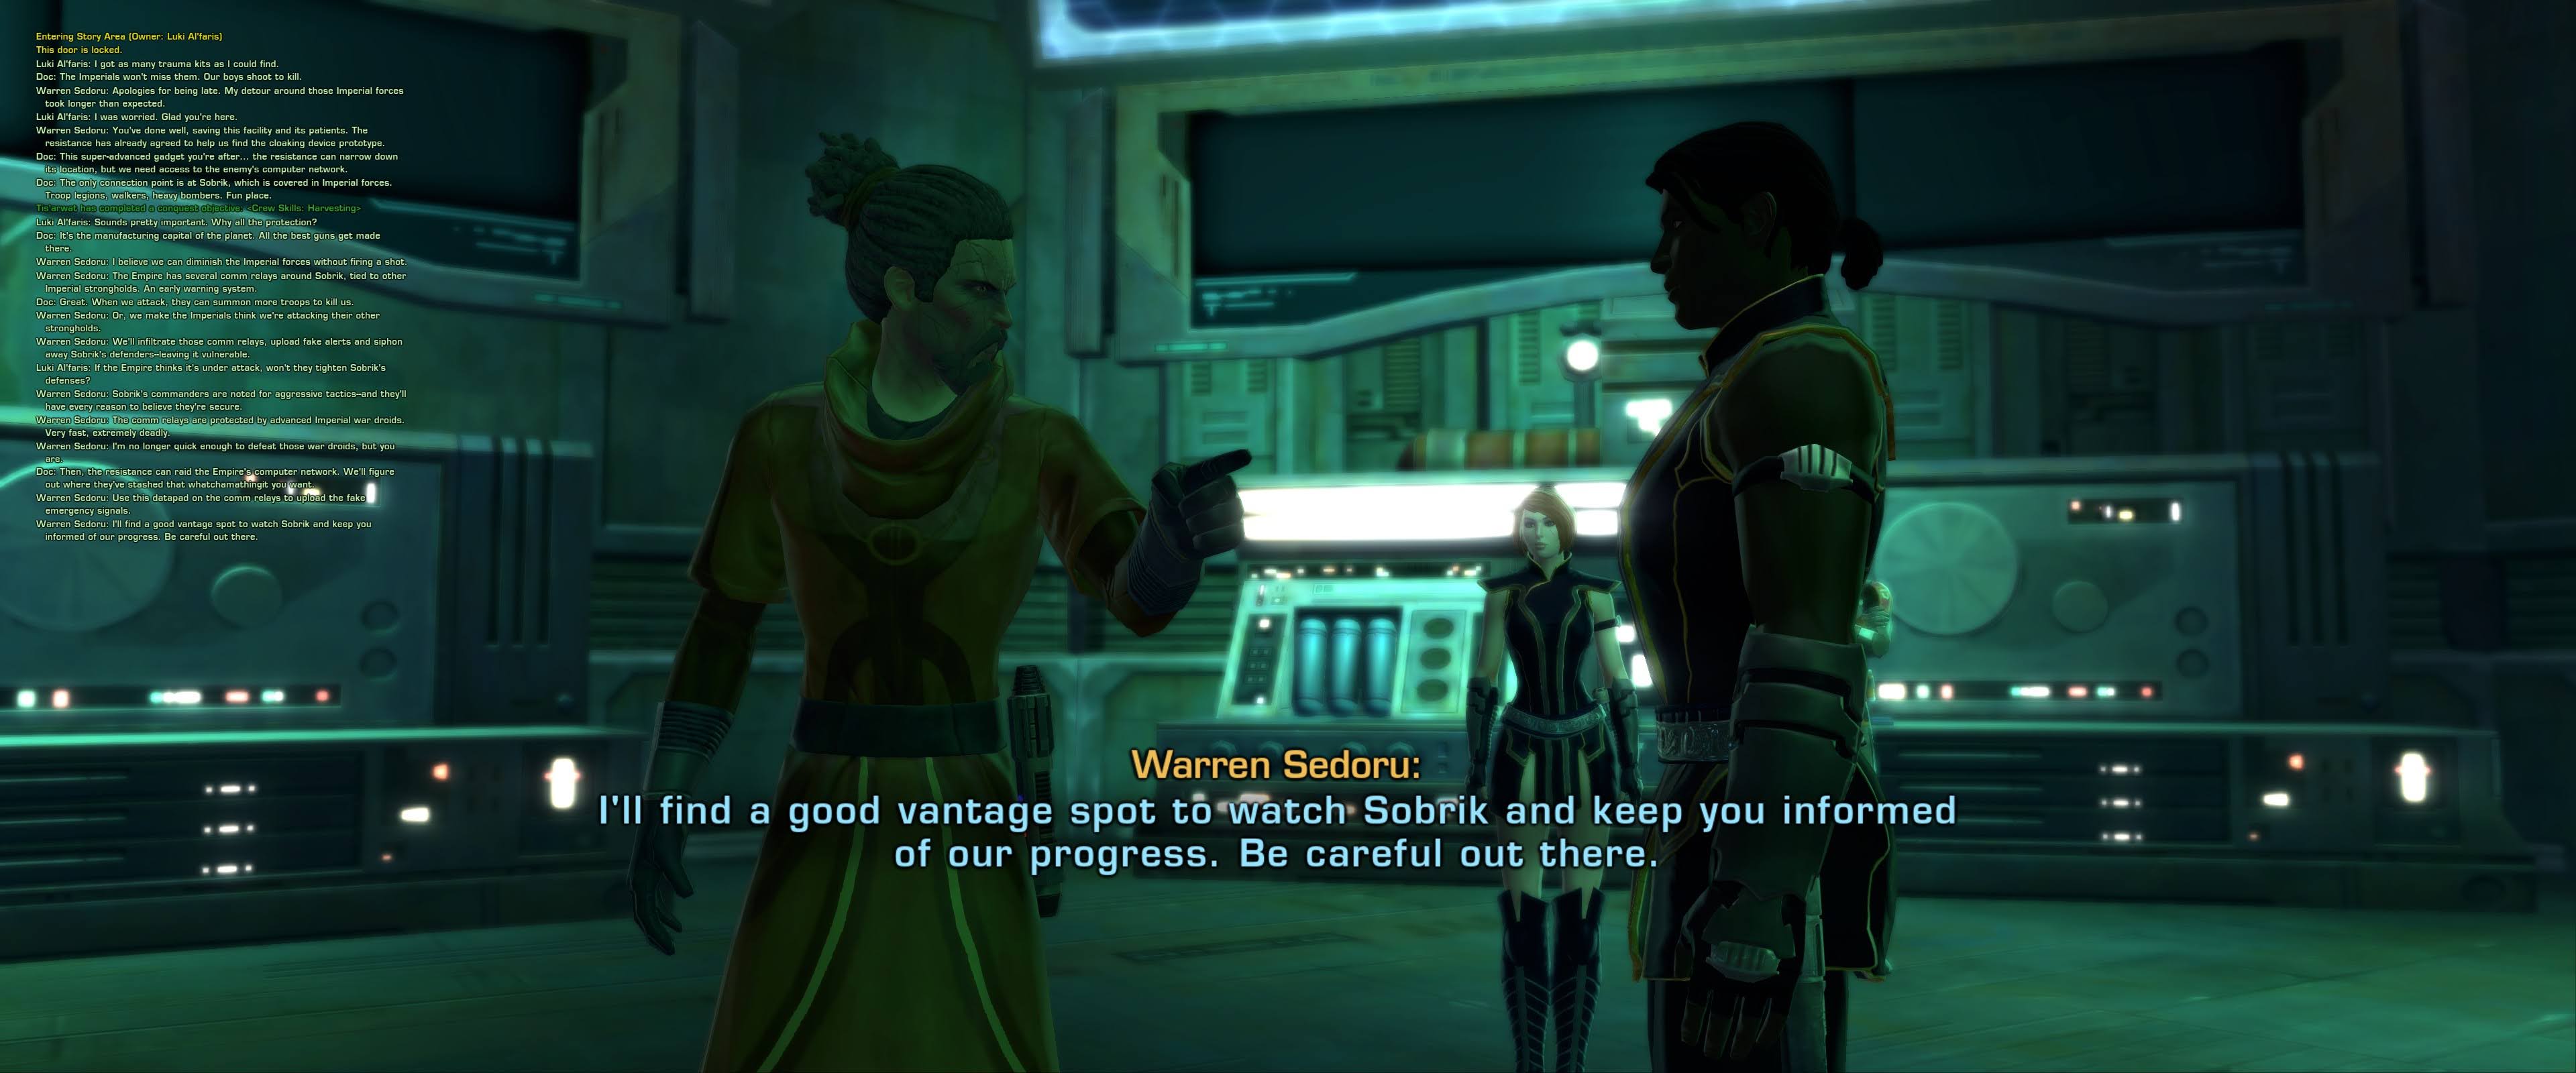 Entering Story Area (Owner: Luki Al'faris)
This door is locked.
Luki Al'faris: I got as many trauma kits as I could find.
Doc: The Imperials won't miss them. Our boys shoot to kill.
Warren Sedoru: Apologies for being late. My detour around those Imperial forces
took longer than expected.
Luki Al'faris: I was worried. Glad you're here.
Warren Sedoru: You've done well, saving this facility and its patients. The
resistance has already agreed to help us find the cloaking device prototype.
Doc: This super-advanced gadget you're after... the resistance can narrow down
its location, but we need access to the enemy's computer network.
Doc: The only connection point is at Sobrik, which is covered in Imperial forces.
Troop legions, walkers, heavy bombers. Fun place.
Tis'arwat has completed a conquest objective: <Crew Skills: Harvesting>
Luki Al'faris: Sounds pretty important. Why all the protection?
Doc: It's the manufacturing capital of the planet. All the best guns get made
there.
Warren Sedoru: I believe we can diminish the Imperial forces without firing a shot.
Warren Sedoru: The Empire has several comm relays around Sobrik, tied to other
Imperial strongholds. An early warning system.
Doc: Great. When we attack, they can summon more troops to kill us.
Warren Sedoru: Or, we make the Imperials think we're attacking their other
strongholds.
Warren Sedoru: We'll infiltrate those comm relays, upload fake alerts and siphon
away Sobrik's defenders–leaving it vulnerable.
Luki Al'faris: If the Empire thinks it's under attack, won't they tighten Sobrik's
defenses?
Warren Sedoru: Sobrik's commanders are noted for aggressive tactics–and they'll
have every reason to believe they're secure.
Warren Sedoru: The comm relays are protected by advanced Imperial war droids.
Very fast, extremely deadly.
Warren Sedoru: I'm no longer quick enough to defeat those war droids, but you
are.
Doc: Then, the resistance can raid the Empire's computer network. We'll figure
out where they've stashed that whatchamathingit you want.
Warren Sedoru: Use this datapad on the comm relays to upload the fake
emergency signals.
Warren Sedoru: I'll find a good vantage spot to watch Sobrik and keep you
informed of our progress. Be careful out there.
Warren Sedoru:
I'll find a good vantage spot to watch Sobrik and keep you informed
of our progress. Be careful out there.